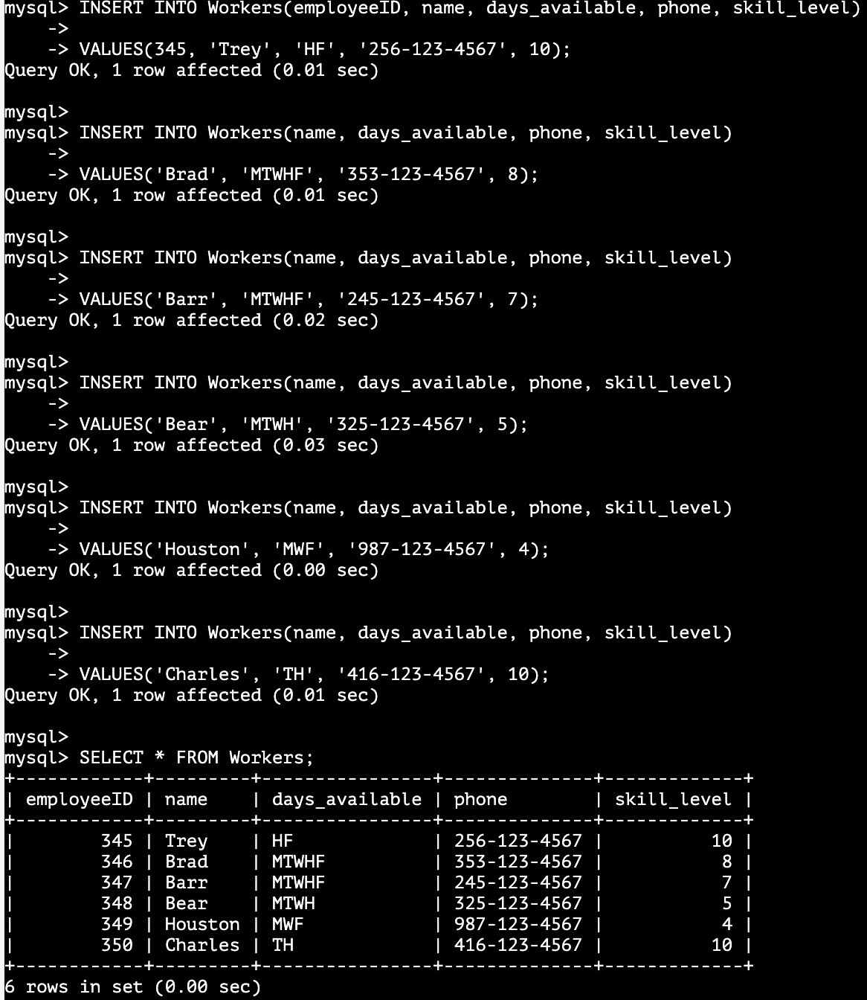 mysql> INSERT INTO Workers(employeeID, name, days_available, phone, skill_level)
    ->
    -> VALUES(345, 'Trey', 'HF', '256-123-4567', 10);
Query OK, 1 row affected (0.01 sec)

mysql>
mysql> INSERT INTO Workers(name, days_available, phone, skill_level)
    ->
    -> VALUES('Brad', 'MTWHF', '353-123-4567', 8);
Query OK, 1 row affected (0.01 sec)

mysql>
mysql> INSERT INTO Workers(name, days_available, phone, skill_level)
    ->
    -> VALUES('Barr', 'MTWHF', '245-123-4567', 7);
Query OK, 1 row affected (0.02 sec)

mysql>
mysql> INSERT INTO Workers(name, days_available, phone, skill_level)
    ->
    -> VALUES('Bear', 'MTWH', '325-123-4567', 5);
Query OK, 1 row affected (0.03 sec)

mysql>
mysql> INSERT INTO Workers(name, days_available, phone, skill_level)
    ->
    -> VALUES('Houston', 'MWF', '987-123-4567', 4);
Query OK, 1 row affected (0.00 sec)

mysql>
mysql> INSERT INTO Workers(name, days_available, phone, skill_level)
    ->
    -> VALUES('Charles', 'TH', '416-123-4567', 10);
Query OK, 1 row affected (0.01 sec)

mysql>
mysql> SELECT * FROM Workers;
+------------+---------+----------------+--------------+-------------+
| employeeID | name    | days_available | phone        | skill_level |
+------------+---------+----------------+--------------+-------------+
|        345 | Trey    | HF             | 256-123-4567 |          10 |
|        346 | Brad    | MTWHF          | 353-123-4567 |           8 |
|        347 | Barr    | MTWHF          | 245-123-4567 |           7 |
|        348 | Bear    | MTWH           | 325-123-4567 |           5 |
|        349 | Houston | MWF            | 987-123-4567 |           4 |
|        350 | Charles | TH             | 416-123-4567 |          10 |
+------------+---------+----------------+--------------+-------------+
6 rows in set (0.00 sec)